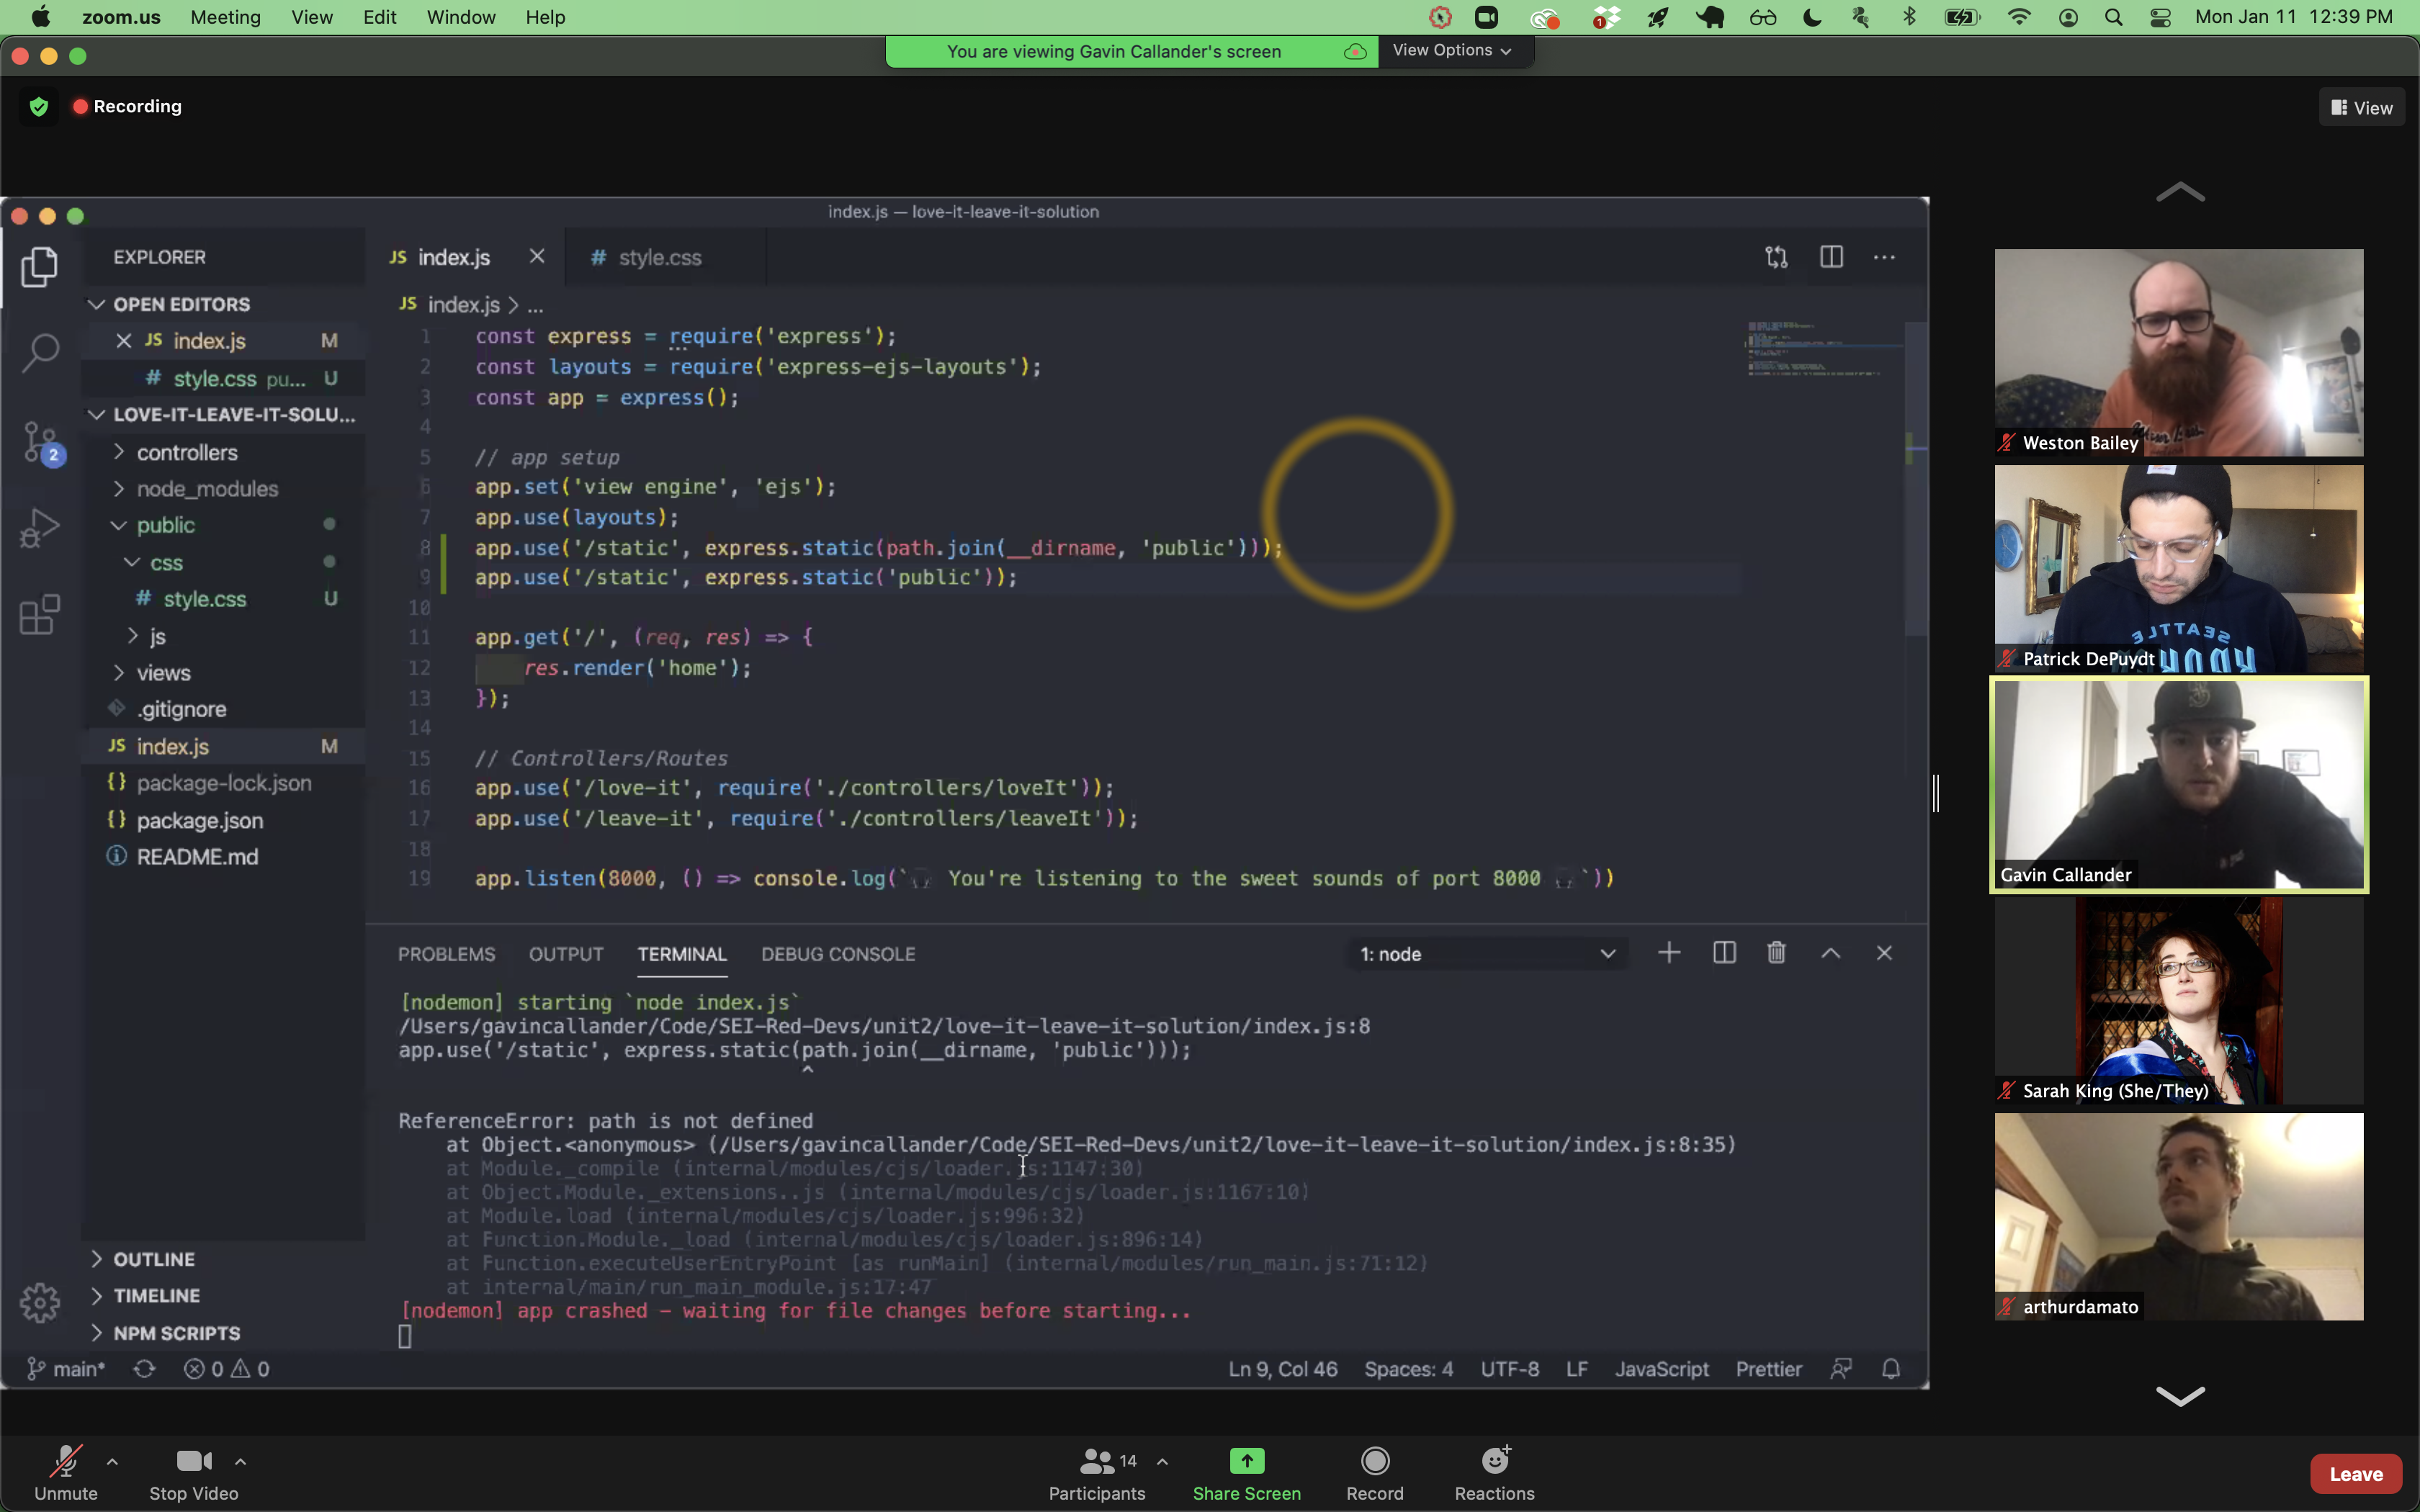 zoom.us Meeting View Edit Window Help
1
Mon Jan 11 12:39 PM
You are viewing Gavin Callander's screen View Options
Recording
View
index.js — love-it-leave-it-solution
EXPLORER
OPEN EDITORS
JS index.js M
# style.css pu... U
LOVE-IT-LEAVE-IT-SOLU...
controllers
node_modules
public
css
# style.css U
js
views
.gitignore
JS index.js M
{} package-lock.json
{} package.json
README.md
OUTLINE
TIMELINE
NPM SCRIPTS
2
JS index.js # style.css
JS index.js > ...
1 const express = require('express');
2 const layouts = require('express-ejs-layouts');
3 const app = express();
4
5 // app setup
6 app.set('view engine', 'ejs');
7 app.use(layouts);
8 app.use('/static', express.static(path.join(__dirname, 'public')));
9 app.use('/static', express.static('public'));
10
11 app.get('/', (req, res) => {
12 res.render('home');
13 });
14
15 // Controllers/Routes
16 app.use('/love-it', require('./controllers/loveIt'));
17 app.use('/leave-it', require('./controllers/leaveIt'));
18
19 app.listen(8000, () => console.log(`🎧 You're listening to the sweet sounds of port 8000 🎧`))
PROBLEMS OUTPUT TERMINAL DEBUG CONSOLE 1: node
[nodemon] starting `node index.js`
/Users/gavincallander/Code/SEI-Red-Devs/unit2/love-it-leave-it-solution/index.js:8
app.use('/static', express.static(path.join(__dirname, 'public')));
^
ReferenceError: path is not defined
at Object.<anonymous> (/Users/gavincallander/Code/SEI-Red-Devs/unit2/love-it-leave-it-solution/index.js:8:35)
at Module._compile (internal/modules/cjs/loader.js:1147:30)
at Object.Module._extensions..js (internal/modules/cjs/loader.js:1167:10)
at Module.load (internal/modules/cjs/loader.js:996:32)
at Function.Module._load (internal/modules/cjs/loader.js:896:14)
at Function.executeUserEntryPoint [as runMain] (internal/modules/run_main.js:71:12)
at internal/main/run_main_module.js:17:47
[nodemon] app crashed - waiting for file changes before starting...
main* 0 0 Ln 9, Col 46 Spaces: 4 UTF-8 LF JavaScript Prettier
Weston Bailey
SEATTLE
Patrick DePuydt
Gavin Callander
Sarah King (She/They)
arthurdamato
Unmute Stop Video 14 Participants Share Screen Record Reactions Leave